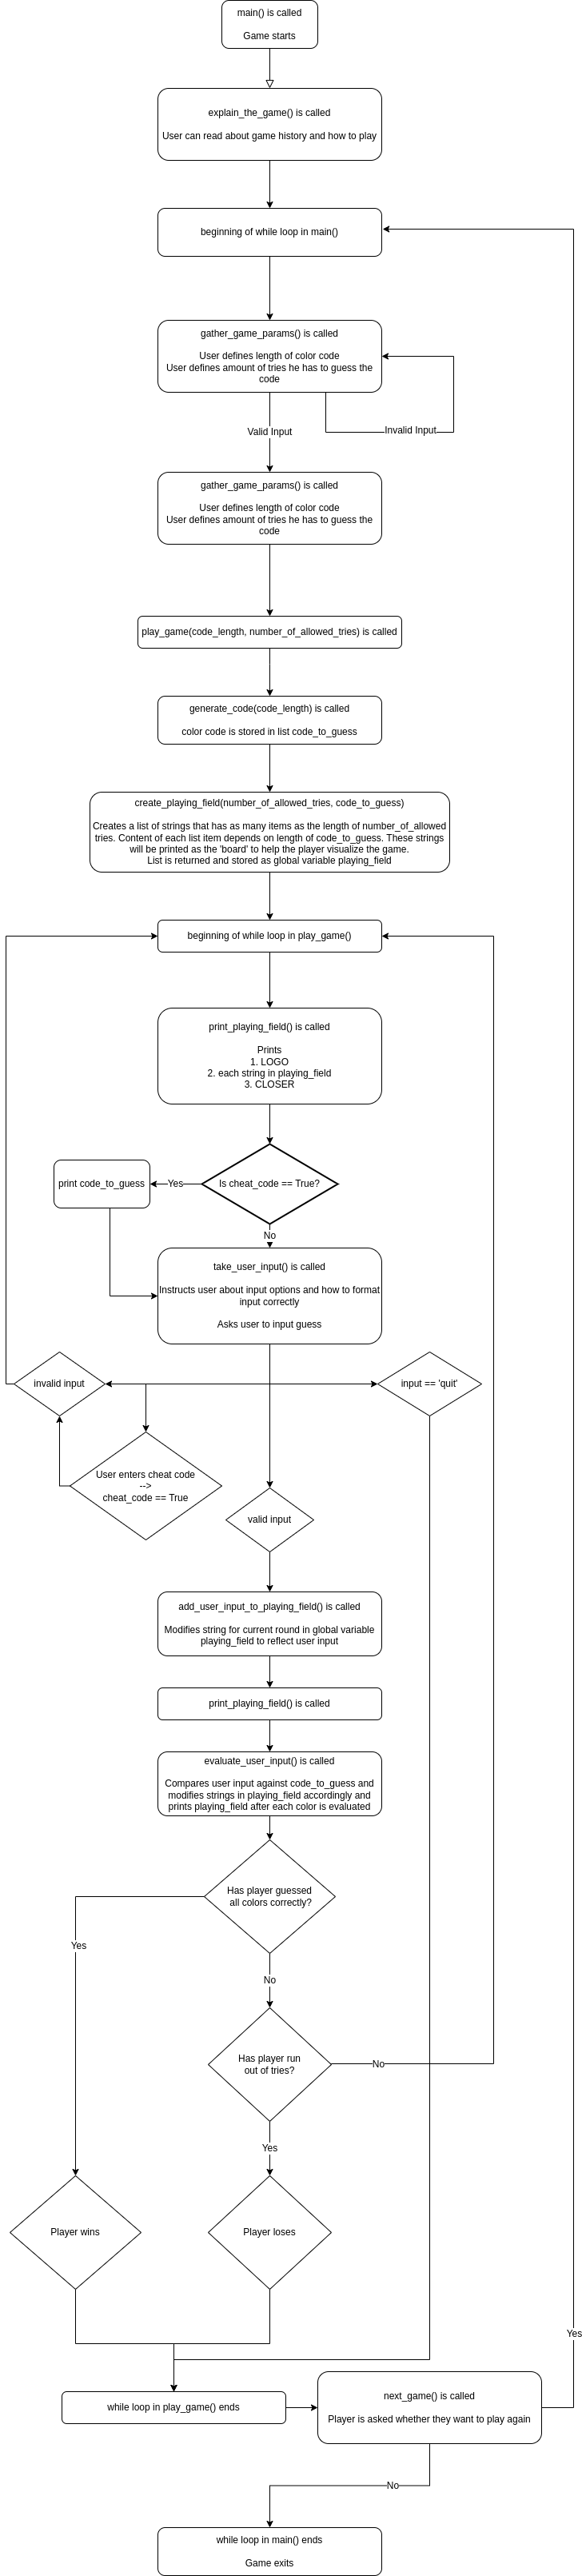 main() is called
Game starts
explain_the_game() is called
User can read about game history and how to play
beginning of while loop in main()
gather_game_params() is called
User defines length of color code
User defines amount of tries he has to guess the
code
Valid Input
Invalid Input
gather_game_params() is called
User defines length of color code
User defines amount of tries he has to guess the
code
play_game(code_length, number_of_allowed_tries) is called
generate_code(code_length) is called
color code is stored in list code_to_guess
create_playing_field(number_of_allowed_tries, code_to_guess)
Creates a list of strings that has as many items as the length of number_of_allowed
tries. Content of each list item depends on length of code_to_guess. These strings
will be printed as the 'board' to help the player visualize the game.
List is returned and stored as global variable playing_field
beginning of while loop in play_game()
print_playing_field() is called
Prints
1. LOGO
2. each string in playing_field
3. CLOSER
print code_to_guess
Yes
Is cheat_code == True?
No
take_user_input() is called
Instructs user about input options and how to format
input correctly
Asks user to input guess
invalid input
input == 'quit'
User enters cheat code
-->
cheat_code == True
valid input
add_user_input_to_playing_field() is called
Modifies string for current round in global variable
playing_field to reflect user input
print_playing_field() is called
evaluate_user_input() is called
Compares user input against code_to_guess and
modifies strings in playing_field accordingly and
prints playing_field after each color is evaluated
Has player guessed
all colors correctly?
Yes
No
Has player run
out of tries?
No
Yes
Player wins
Player loses
Yes
while loop in play_game() ends
next_game() is called
Player is asked whether they want to play again
No
while loop in main() ends
Game exits